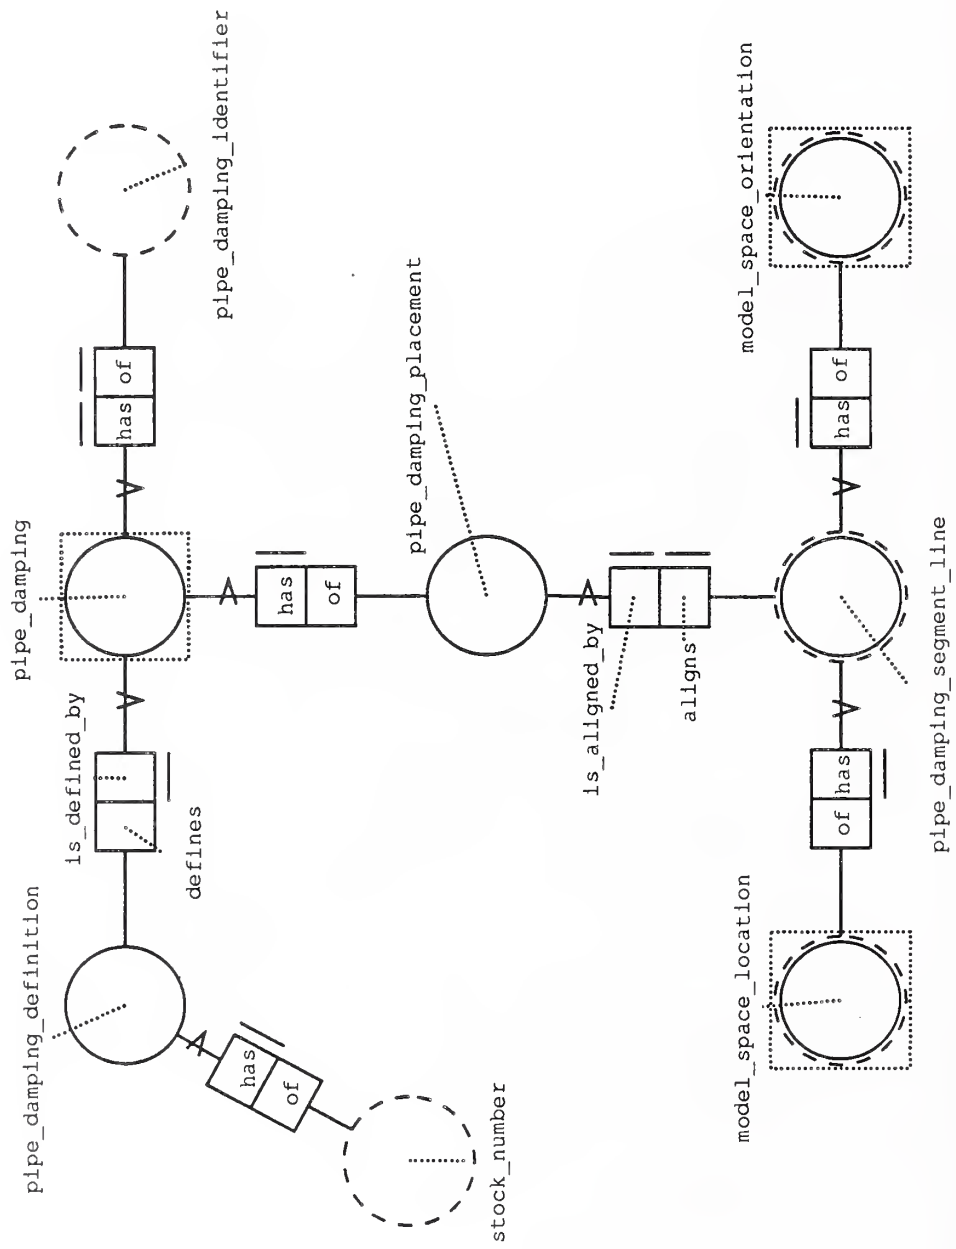 pipe_damping_identifier
of
has
pipe_damping
is_defined_by
defines
pipe_damping_definition
has
of
stock_number
has
of
pipe_damping_placement
is_aligned_by
aligns
model_space_orientation
of
has
pipe_damping_segment_line
has
of
model_space_location